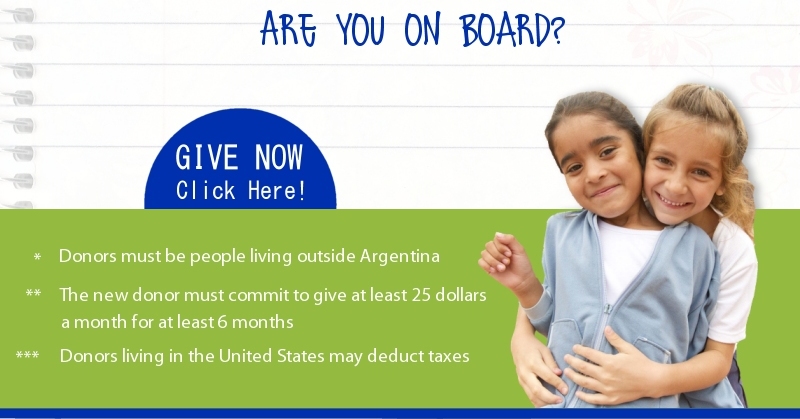 ARE YOU ON BOARD?
GIVE NOW
Click Here!
* Donors must be people living outside Argentina
** The new donor must commit to give at least 25 dollars
a month for at least 6 months
*** Donors living in the United States may deduct taxes